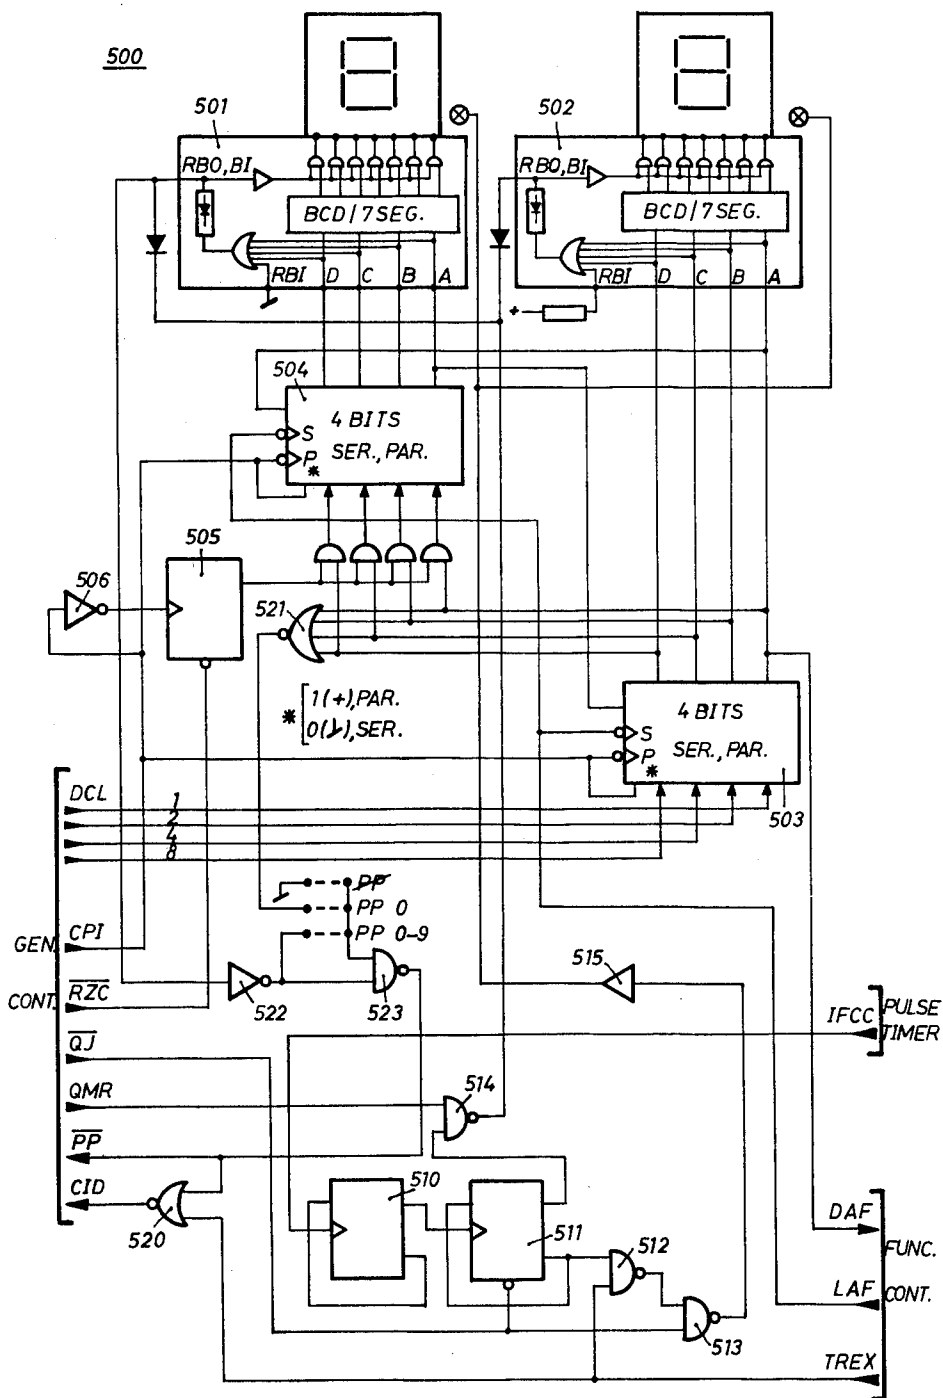 500
501
502
RBO,BI
RBO,BI
BCD/7SEG.
BCD/7SEG.
RBI D C B A
RBI D C B A
+
504
4 BITS
S
SER.,PAR.
P
*
505
506
521
* [ 1(+),PAR.
0(⅄),SER.
4 BITS
S
SER.,PAR.
P
*
503
DCL 1
2
4
8
PP
PP 0
PP 0-9
GEN.
CONT.
CPI
522
523
515
R̅Z̅C̅
IFCC
PULSE
TIMER
Q̅J̅
QMR
514
P̅P̅
CID
520
510
511
512
513
DAF
FUNC.
LAF
CONT.
TREX